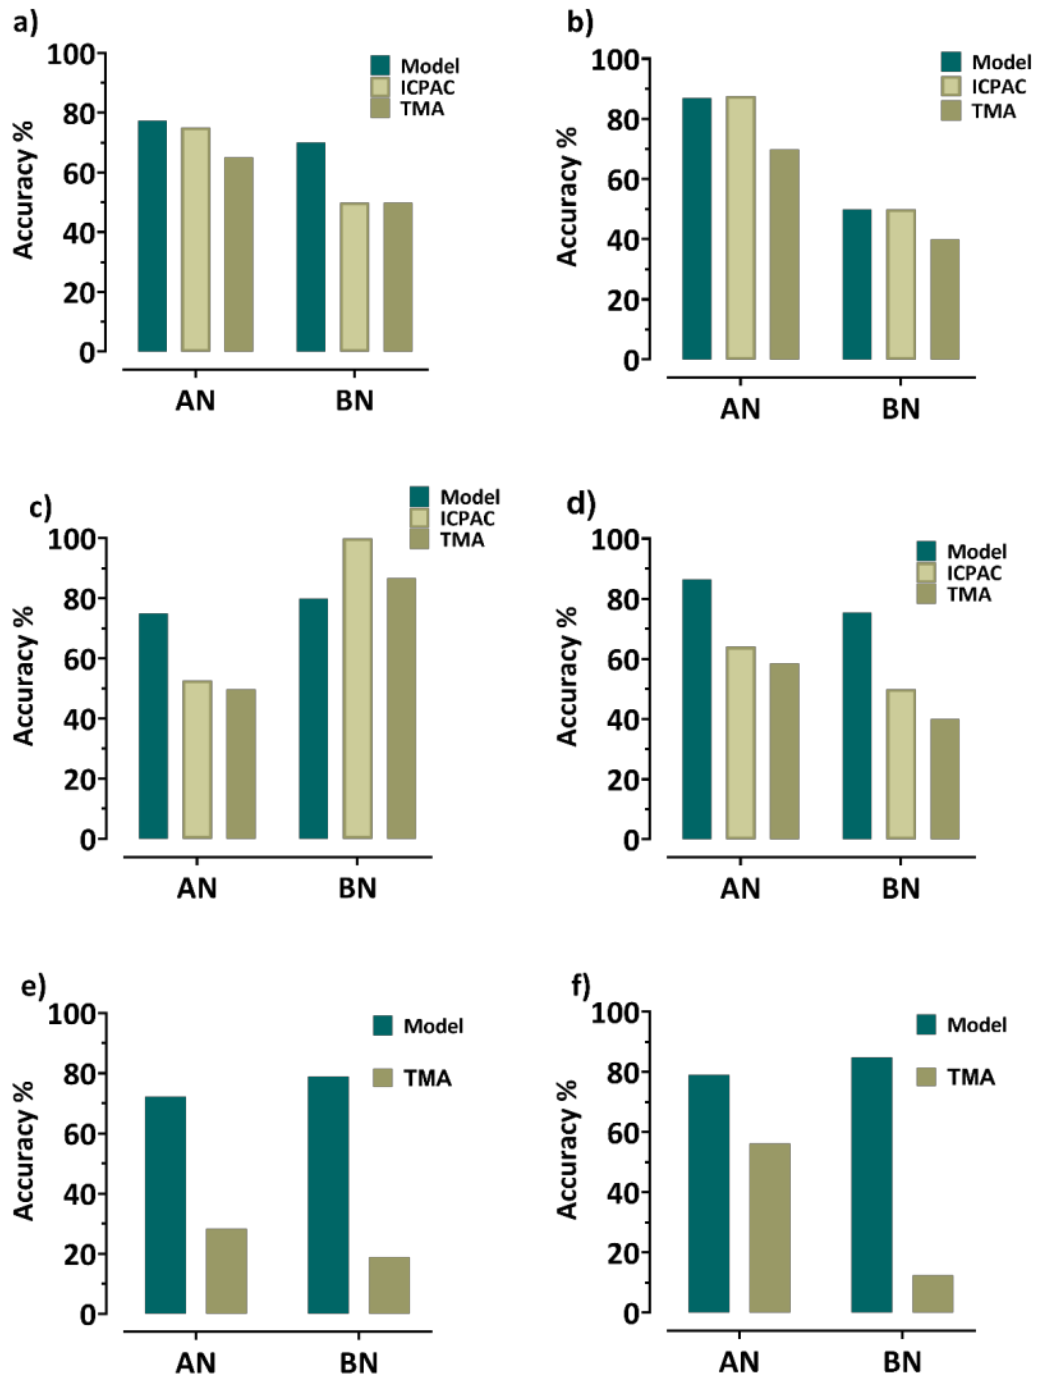 a)
Accuracy %
100
80
60
40
20
0
Model
ICPAC
TMA
AN BN
b)
Accuracy %
100
80
60
40
20
0
Model
ICPAC
TMA
AN BN
c)
Accuracy %
100
80
60
40
20
0
Model
ICPAC
TMA
AN BN
d)
Accuracy %
100
80
60
40
20
0
Model
ICPAC
TMA
AN BN
e)
Accuracy %
100
80
60
40
20
0
Model
TMA
AN BN
f)
Accuracy %
100
80
60
40
20
0
Model
TMA
AN BN